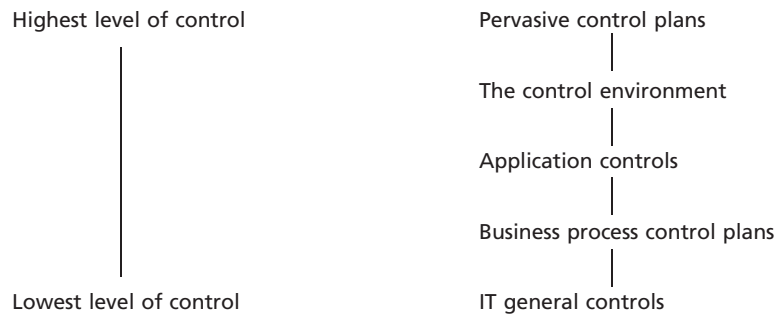 Highest level of control
Pervasive control plans
The control environment
Application controls
Business process control plans
Lowest level of control
IT general controls